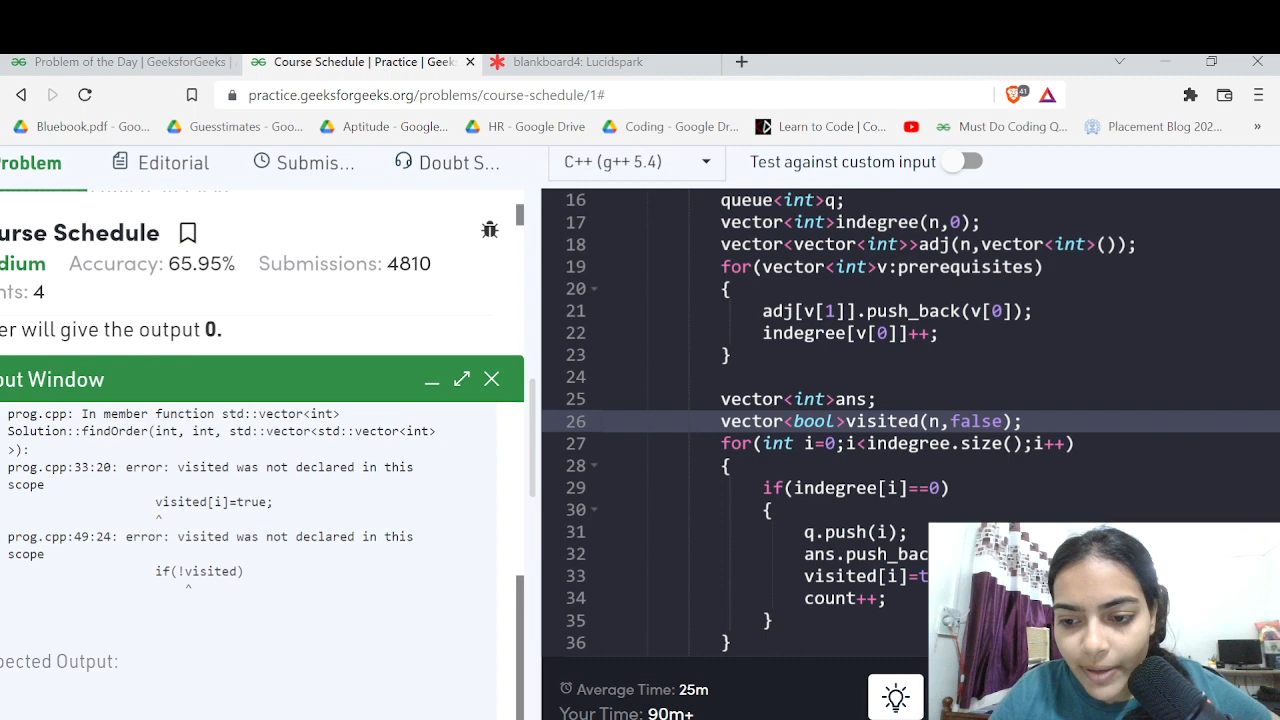 Problem of the Day | GeeksforGeeks |
Course Schedule | Practice | Geek
blankboard4: Lucidspark
practice.geeksforgeeks.org/problems/course-schedule/1#
41
Bluebook.pdf - Goo...
Guestimates - Goo...
Aptitude - Google...
HR - Google Drive
Coding - Google Dr...
Learn to Code | Co...
Must Do Coding Q...
Placement Blog 202...
»
Problem
Editorial
Submis...
Doubt S...
C++ (g++ 5.4)
Test against custom input
urse Schedule
dium
Accuracy: 65.95%
Submissions: 4810
nts: 4
er will give the output 0.
out Window
prog.cpp: In member function std::vector<int>
Solution::findOrder(int, int, std::vector<std::vector<int>
>):
prog.cpp:33:20: error: visited was not declared in this
scope
visited[i]=true;
^
prog.cpp:49:24: error: visited was not declared in this
scope
if(!visited)
^
pected Output:
16 queue<int>q;
17 vector<int>indegree(n,0);
18 vector<vector<int>>adj(n,vector<int>());
19 for(vector<int>v:prerequisites)
20 {
21 adj[v[1]].push_back(v[0]);
22 indegree[v[0]]++;
23 }
24
25 vector<int>ans;
26 vector<bool>visited(n,false);
27 for(int i=0;i<indegree.size();i++)
28 {
29 if(indegree[i]==0)
30 {
31 q.push(i);
32 ans.push_bac
33 visited[i]=t
34 count++;
35 }
36 }
Average Time: 25m
Your Time: 90m+